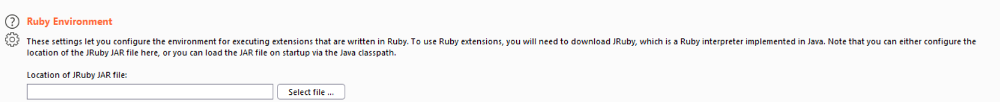 Ruby Environment
These settings let you configure the environment for executing extensions that are written in Ruby. To use Ruby extensions, you will need to download JRuby, which is a Ruby interpreter implemented in Java. Note that you can either configure the
location of the JRuby JAR file here, or you can load the JAR file on startup via the Java classpath.
Location of JRuby JAR file:
Select file ...